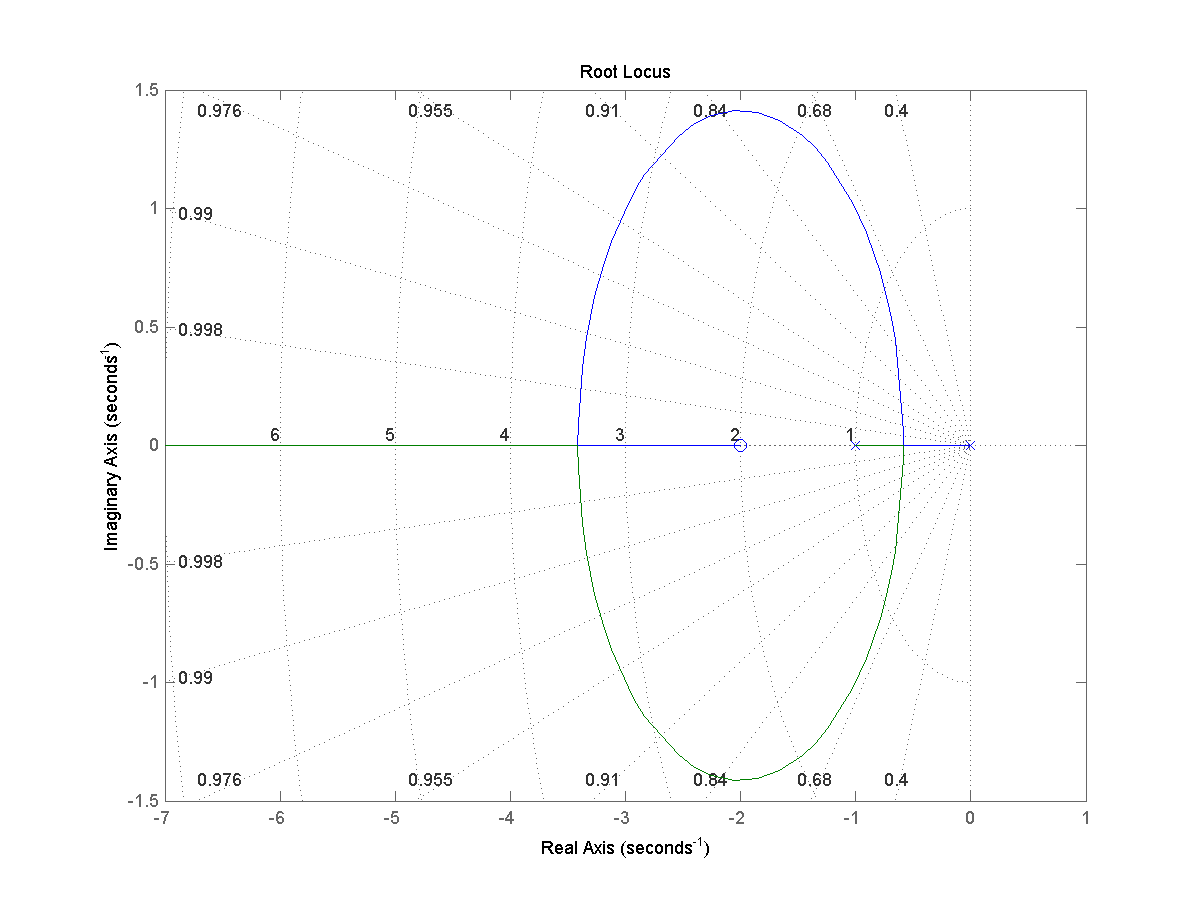 Root Locus
1.5
0.976 0.955 0.91 0.84 0.68 0.4
1
0.99
0.5
0.998
0 6 5 4 3 2 1
-0.5
0.998
-1
0.99
0.976 0.955 0.91 0.84 0.68 0.4
-1.5
-7 -6 -5 -4 -3 -2 -1 0 1
Real Axis (seconds⁻¹)
Imaginary Axis (seconds⁻¹)